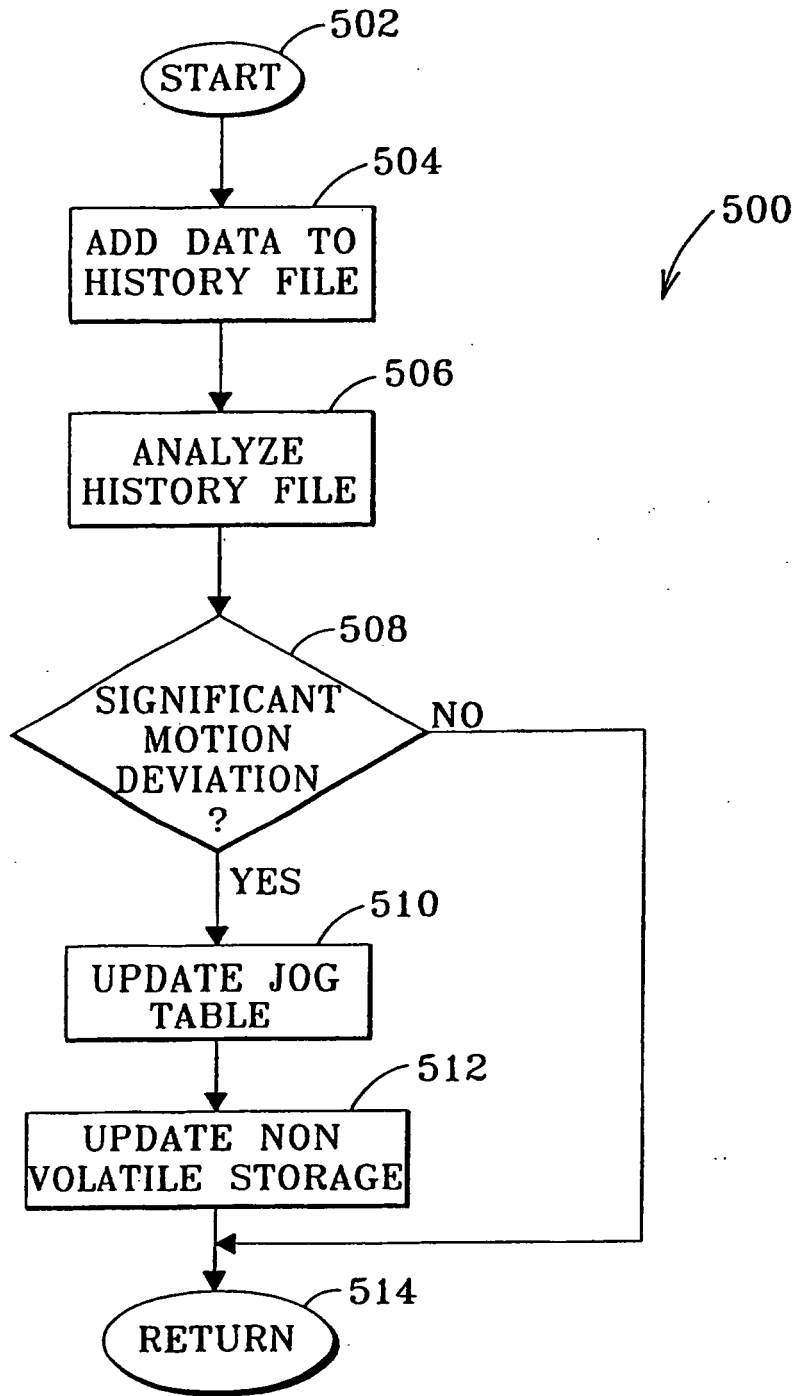 502
START
504
ADD DATA TO
HISTORY FILE
500
506
ANALYZE
HISTORY FILE
508
SIGNIFICANT
MOTION
DEVIATION
?
NO
YES
510
UPDATE JOG
TABLE
512
UPDATE NON
VOLATILE STORAGE
514
RETURN